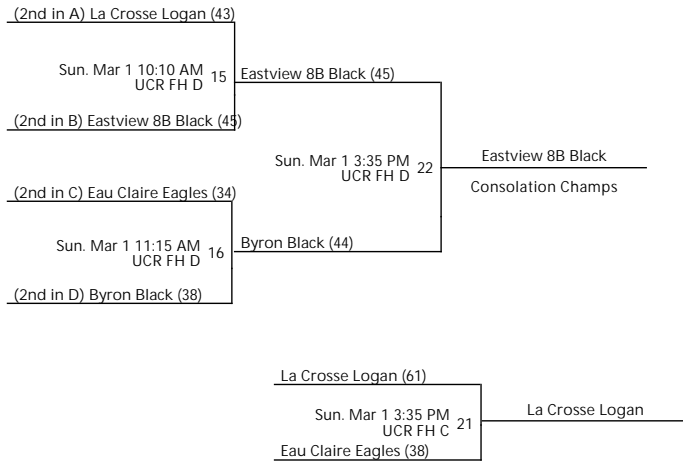 (2nd in A) La Crosse Logan (43)
Sun. Mar 1 10:10 AM
UCR FH D
15
Eastview 8B Black (45)
(2nd in B) Eastview 8B Black (45)
Sun. Mar 1 3:35 PM
UCR FH D
22
Eastview 8B Black
Consolation Champs
(2nd in C) Eau Claire Eagles (34)
Sun. Mar 1 11:15 AM
UCR FH D
16
Byron Black (44)
(2nd in D) Byron Black (38)
La Crosse Logan (61)
Sun. Mar 1 3:35 PM
UCR FH C
21
La Crosse Logan
Eau Claire Eagles (38)